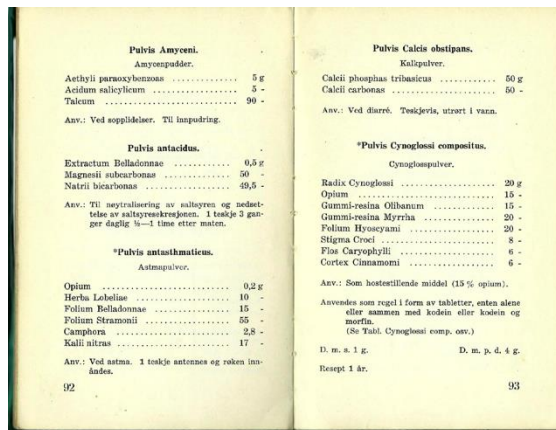 Pulvis Amyceni.
Amycenpudder.
Aethyli paraoxybenzoas ............. 5 g
Acidum salicylicum ................. 5 -
Talcum ............................. 90 -
Anv.: Ved sopplidelser. Til innpudring.
Pulvis antacidus.
Extractum Belladonnae ........... 0,5 g
Magnesii subcarbonas ............ 50 -
Natrii bicarbonas ................ 49,5 -
Anv.: Til nøytralisering av saltsyren og nedset-
telse av saltsyresekresjonen. 1 teskje 3 gan-
ger daglig ½—1 time etter maten.
*Pulvis antasthmaticus.
Astmapulver.
Opium .......................... 0,2 g
Herba Lobeliae .................. 10 -
Folium Belladonnae .............. 15 -
Folium Stramonii ................ 55 -
Camphora ........................ 2,8 -
Kalii nitras .................... 17 -
Anv.: Ved astma. 1 teskje antennes og røken inn-
åndes.
92
Pulvis Calcis obstipans.
Kalkpulver.
Calcii phosphas tribasicus ............ 50 g
Calcii carbonas ....................... 50 -
Anv.: Ved diarré. Teskjevis, utrørt i vann.
*Pulvis Cynoglossi compositus.
Cynoglosspulver.
Radix Cynoglossi ..................... 20 g
Opium ................................ 15 -
Gummi-resina Olibanum ................ 15 -
Gummi-resina Myrrha .................. 20 -
Folium Hyoscyami ..................... 20 -
Stigma Croci ......................... 8 -
Flos Caryophylli ..................... 6 -
Cortex Cinnamomi ..................... 6 -
Anv.: Som hostestillende middel (15 % opium).
Anvendes som regel i form av tabletter, enten alene
eller sammen med kodein eller kodein og
morfin.
(Se Tabl. Cynoglossi comp. osv.)
D. m. s. 1 g. D. m. p. d. 4 g.
Resept 1 år.
93